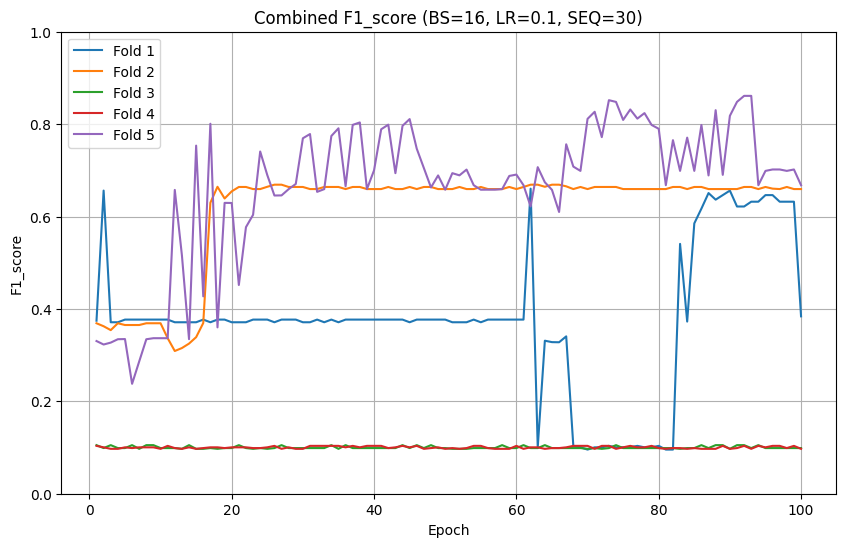 Combined F1_score (BS=16, LR=0.1, SEQ=30)
1.0
Fold 1
Fold 2
Fold 3
Fold 4
Fold 5
0.8
0.6
F1_score
0.4
0.2
0.0
0 20 40 60 80 100
Epoch